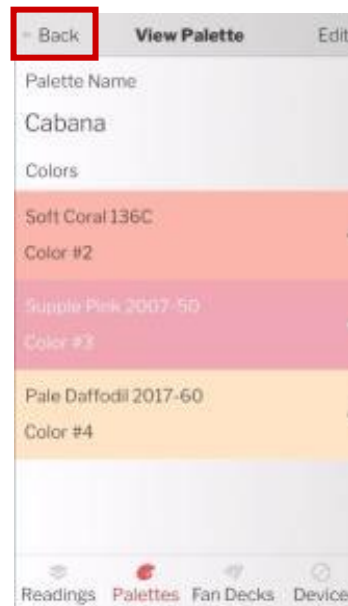 Back View Palette Edit
Palette Name
Cabana
Colors
Soft Coral 136C
Color #2
Supple Pink 2007-50
Color #3
Pale Daffodil 2017-60
Color #4
Readings Palettes Fan Decks Device